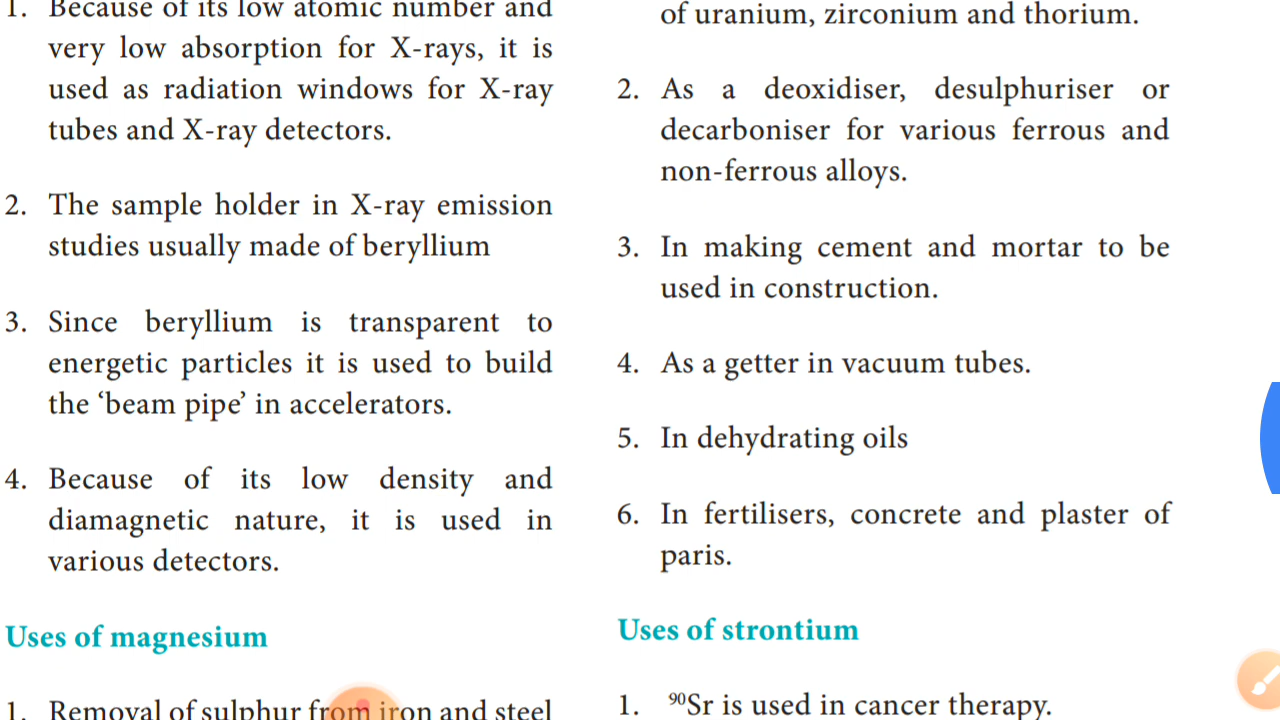 1. Because of its low atomic number and
very low absorption for X-rays, it is
used as radiation windows for X-ray
tubes and X-ray detectors.
2. The sample holder in X-ray emission
studies usually made of beryllium
3. Since beryllium is transparent to
energetic particles it is used to build
the ‘beam pipe’ in accelerators.
4. Because of its low density and
diamagnetic nature, it is used in
various detectors.
Uses of magnesium
1. Removal of sulphur from iron and steel
of uranium, zirconium and thorium.
2. As a deoxidiser, desulphuriser or
decarboniser for various ferrous and
non-ferrous alloys.
3. In making cement and mortar to be
used in construction.
4. As a getter in vacuum tubes.
5. In dehydrating oils
6. In fertilisers, concrete and plaster of
paris.
Uses of strontium
1. ⁹⁰Sr is used in cancer therapy.